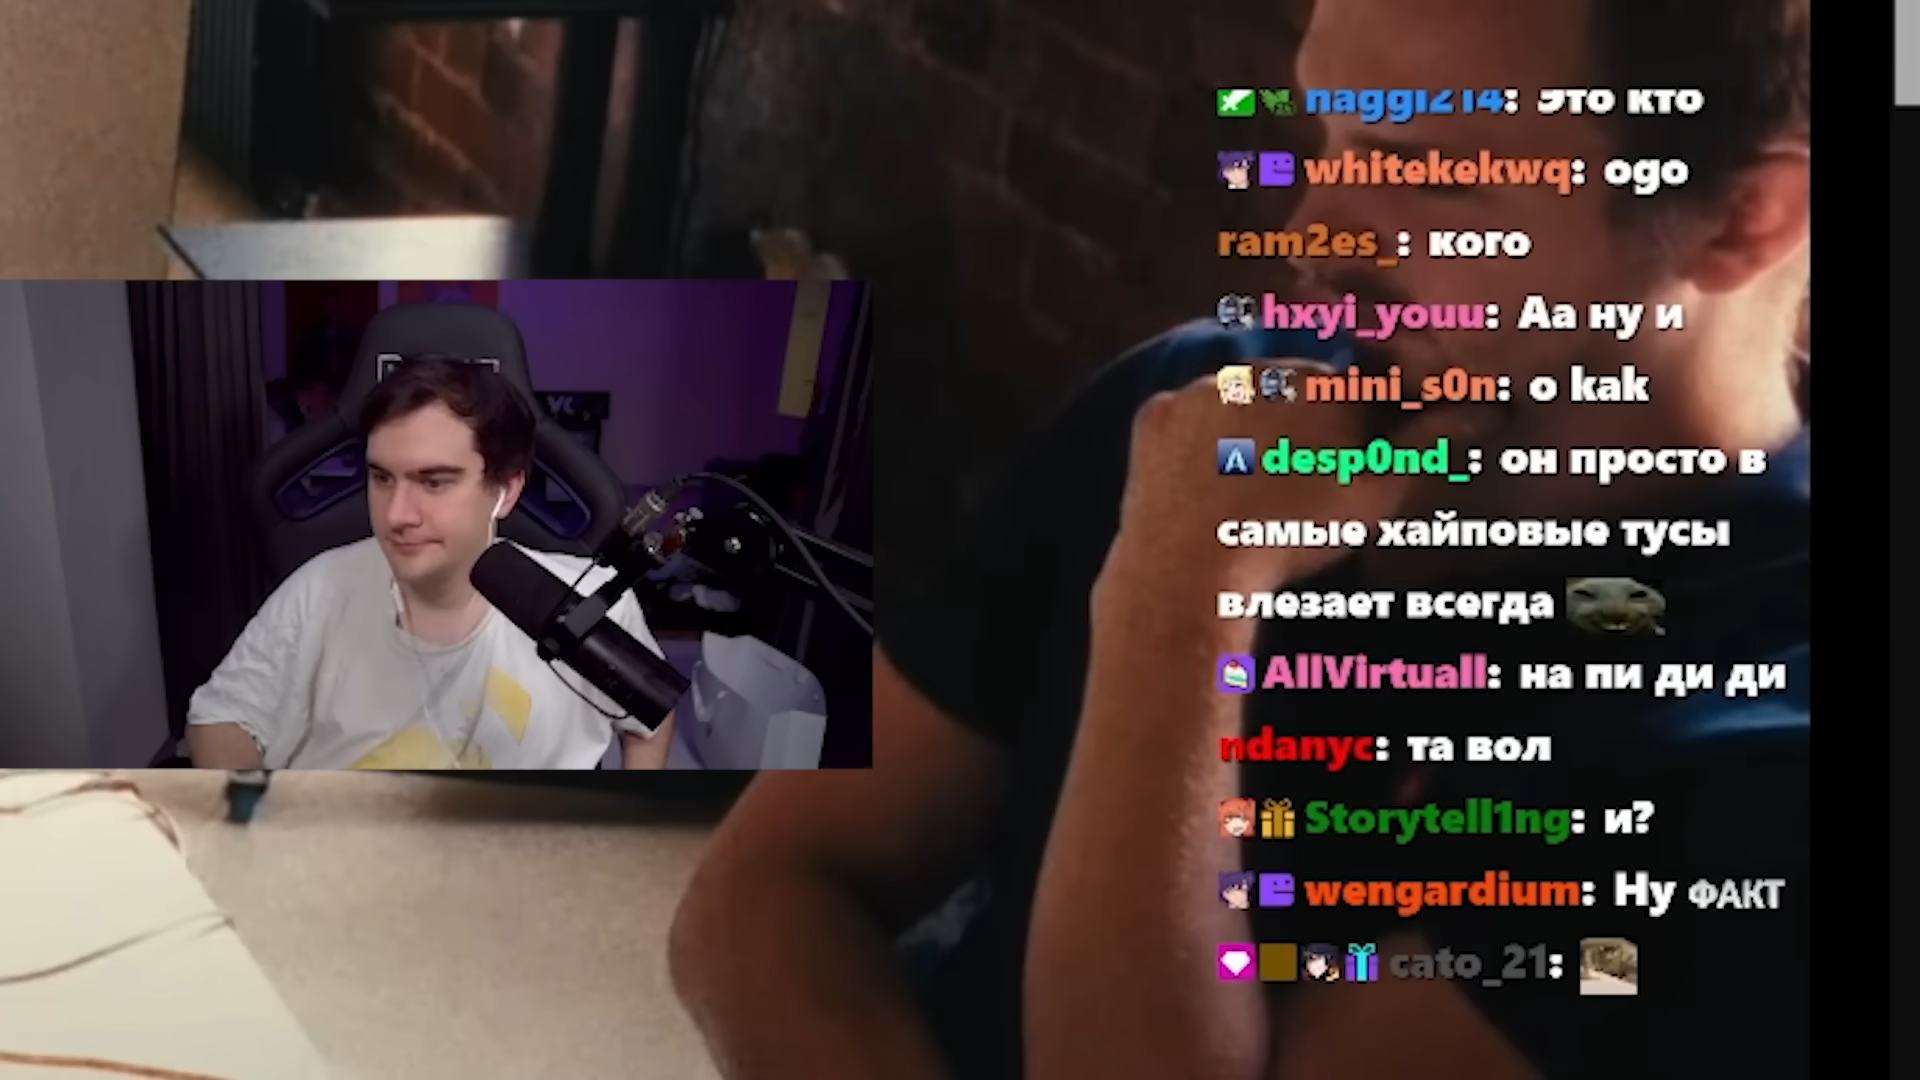 naggi214: Это кто
whitekekwq: ogo
ram2es_: кого
hxyi_youu: Аа ну и
mini_s0n: o kak
desp0nd_: он просто в
самые хайповые тусы
влезает всегда
AllVirtuall: на пи ди ди
ndanyc: та вол
Storytell1ng: и?
wengardium: Ну ФАКТ
cato_21: